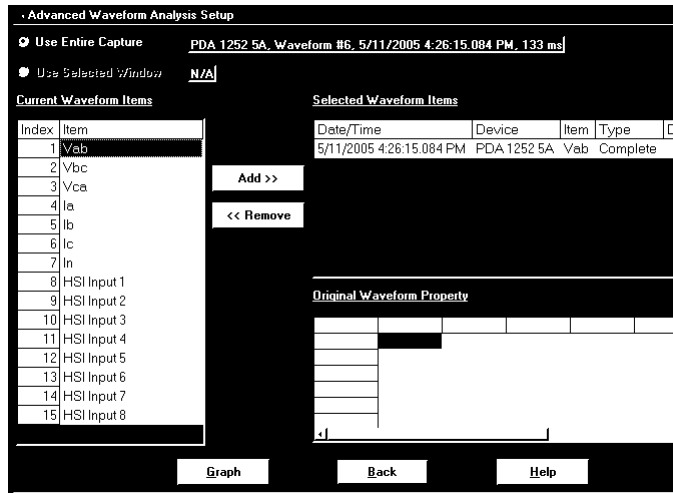 Advanced Waveform Analysis Setup
Use Entire Capture
PDA 1252 5A, Waveform #6, 5/11/2005 4:26:15.084 PM, 133 ms
Use Selected Window
N/A
Current Waveform Items
Index Item
1 Vab
2 Vbc
3 Vca
4 Ia
5 Ib
6 Ic
7 In
8 HSI Input 1
9 HSI Input 2
10 HSI Input 3
11 HSI Input 4
12 HSI Input 5
13 HSI Input 6
14 HSI Input 7
15 HSI Input 8
Add >>
<< Remove
Selected Waveform Items
Date/Time Device Item Type
5/11/2005 4:26:15.084 PM PDA 1252 5A Vab Complete
Original Waveform Property
Graph
Back
Help